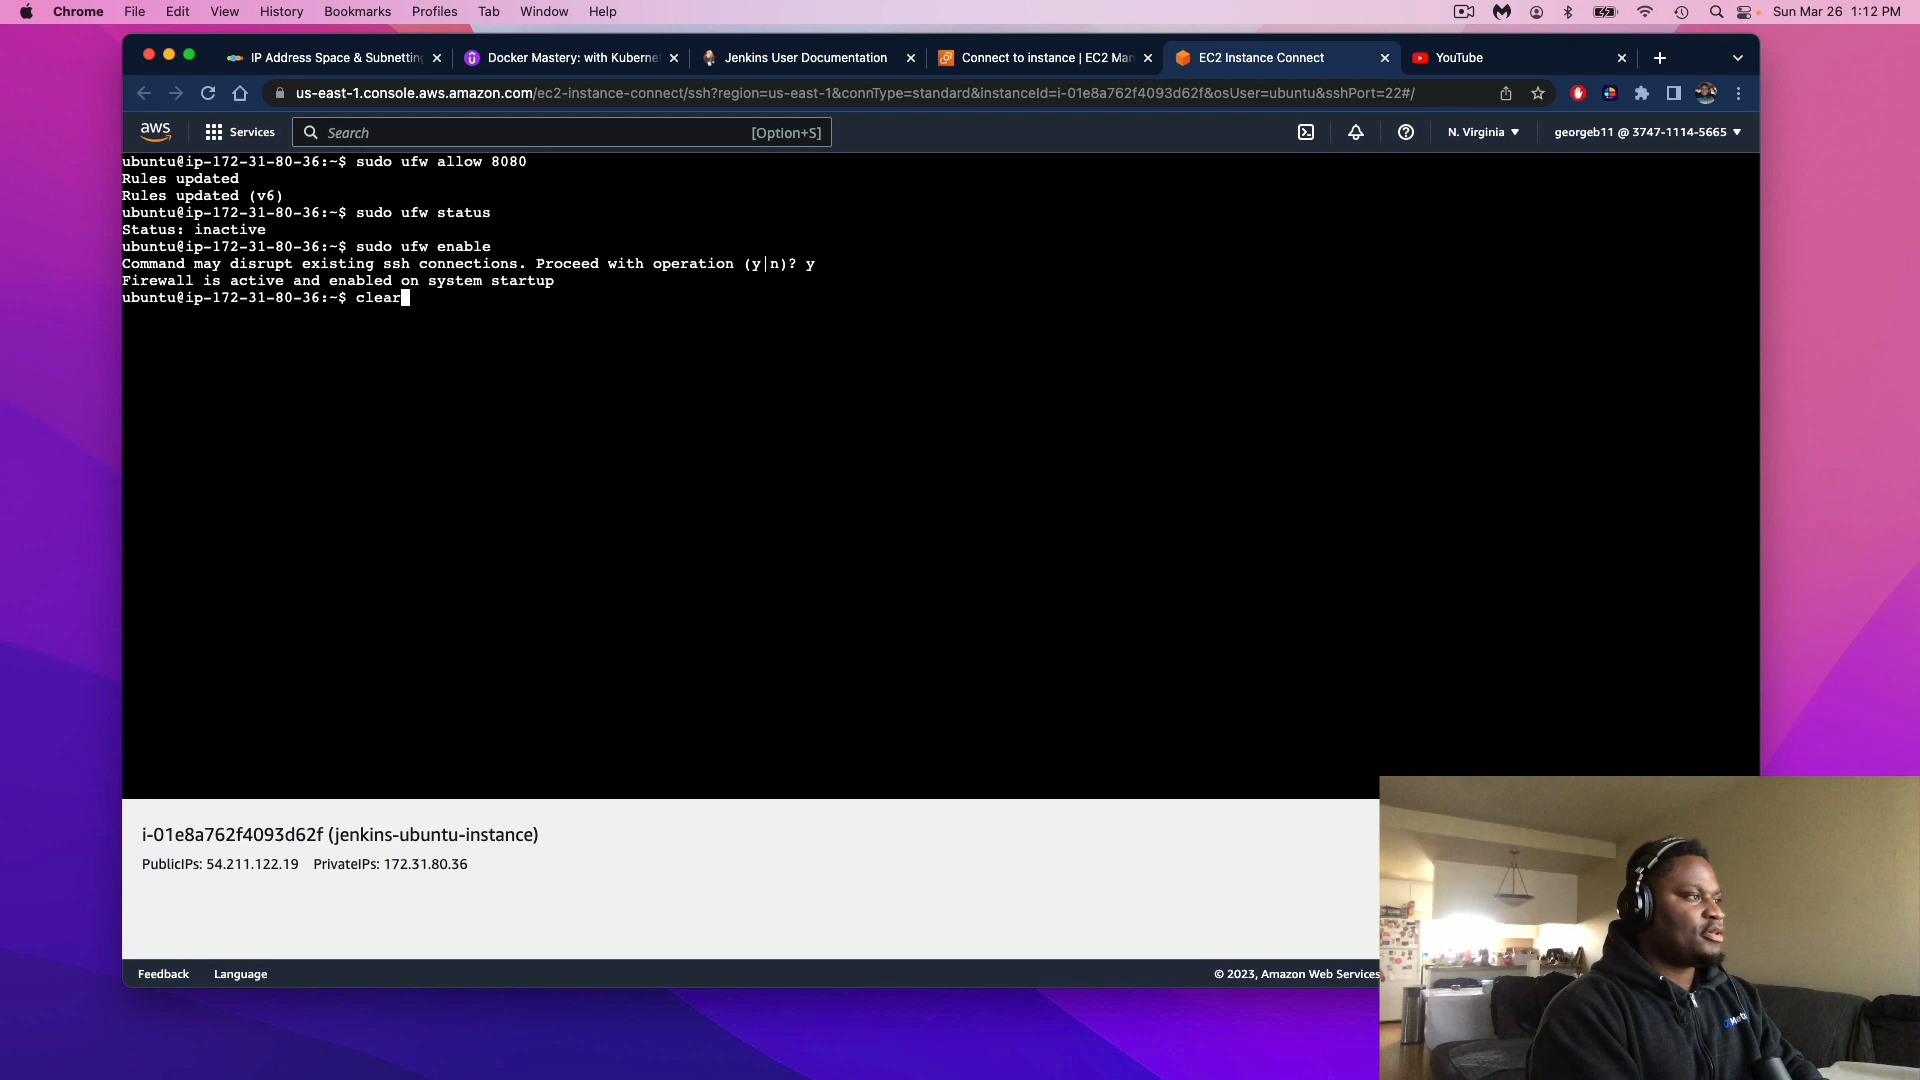 Chrome File Edit View History Bookmarks Profiles Tab Window Help Sun Mar 26 1:12 PM
IP Address Space & Subnetting Docker Mastery: with Kuberne Jenkins User Documentation Connect to instance | EC2 Man EC2 Instance Connect YouTube
us-east-1.console.aws.amazon.com/ec2-instance-connect/ssh?region=us-east-1&connType=standard&instanceId=i-01e8a762f4093d62f&osUser=ubuntu&sshPort=22#/
aws Services Search [Option+S] N. Virginia georgeb11 @ 3747-1114-5665
ubuntu@ip-172-31-80-36:~$ sudo ufw allow 8080
Rules updated
Rules updated (v6)
ubuntu@ip-172-31-80-36:~$ sudo ufw status
Status: inactive
ubuntu@ip-172-31-80-36:~$ sudo ufw enable
Command may disrupt existing ssh connections. Proceed with operation (y|n)? y
Firewall is active and enabled on system startup
ubuntu@ip-172-31-80-36:~$ clear
i-01e8a762f4093d62f (jenkins-ubuntu-instance)
PublicIPs: 54.211.122.19 PrivateIPs: 172.31.80.36
Feedback Language © 2023, Amazon Web Services